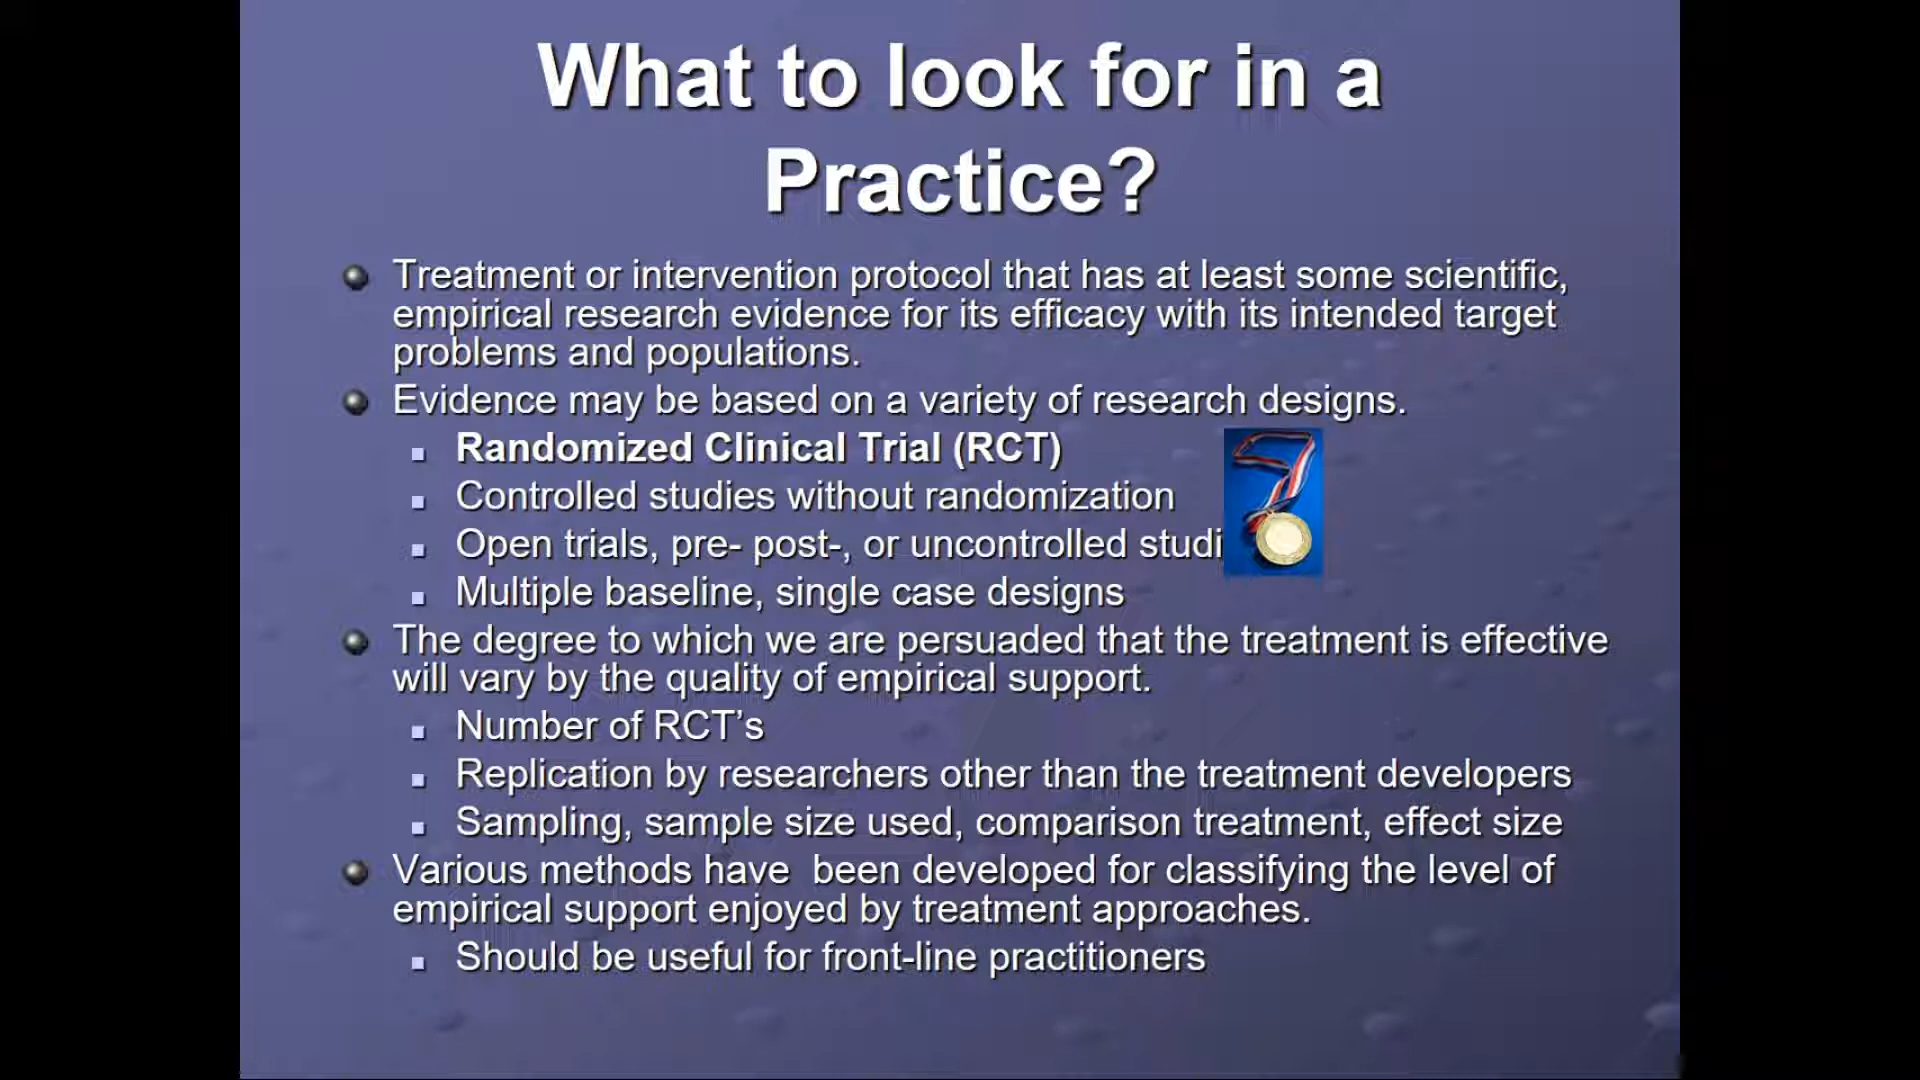 What to look for in a
Practice?
Treatment or intervention protocol that has at least some scientific,
empirical research evidence for its efficacy with its intended target
problems and populations.
Evidence may be based on a variety of research designs.
Randomized Clinical Trial (RCT)
Controlled studies without randomization
Open trials, pre- post-, or uncontrolled
Multiple baseline, single case designs
The degree to which we are persuaded that the treatment is effective
will vary by the quality of empirical support.
Number of RCT’s
Replication by researchers other than the treatment developers
Sampling, sample size used, comparison treatment, effect size
Various methods have  been developed for classifying the level of
empirical support enjoyed by treatment approaches.
Should be useful for front-line practitioners